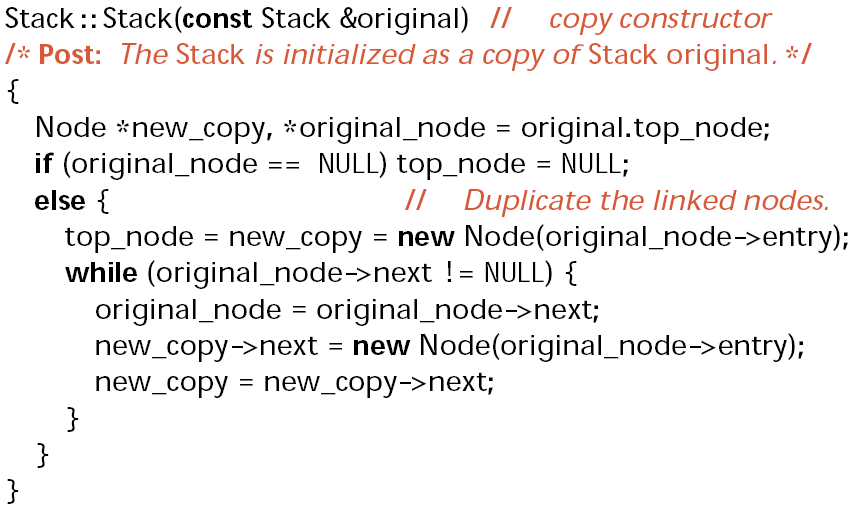 Stack :: Stack(const Stack &original) // copy constructor
/* Post: The Stack is initialized as a copy of Stack original. */
{
Node *new_copy, *original_node = original.top_node;
if (original_node == NULL) top_node = NULL;
else { // Duplicate the linked nodes.
top_node = new_copy = new Node(original_node->entry);
while (original_node->next != NULL) {
original_node = original_node->next;
new_copy->next = new Node(original_node->entry);
new_copy = new_copy->next;
}
}
}